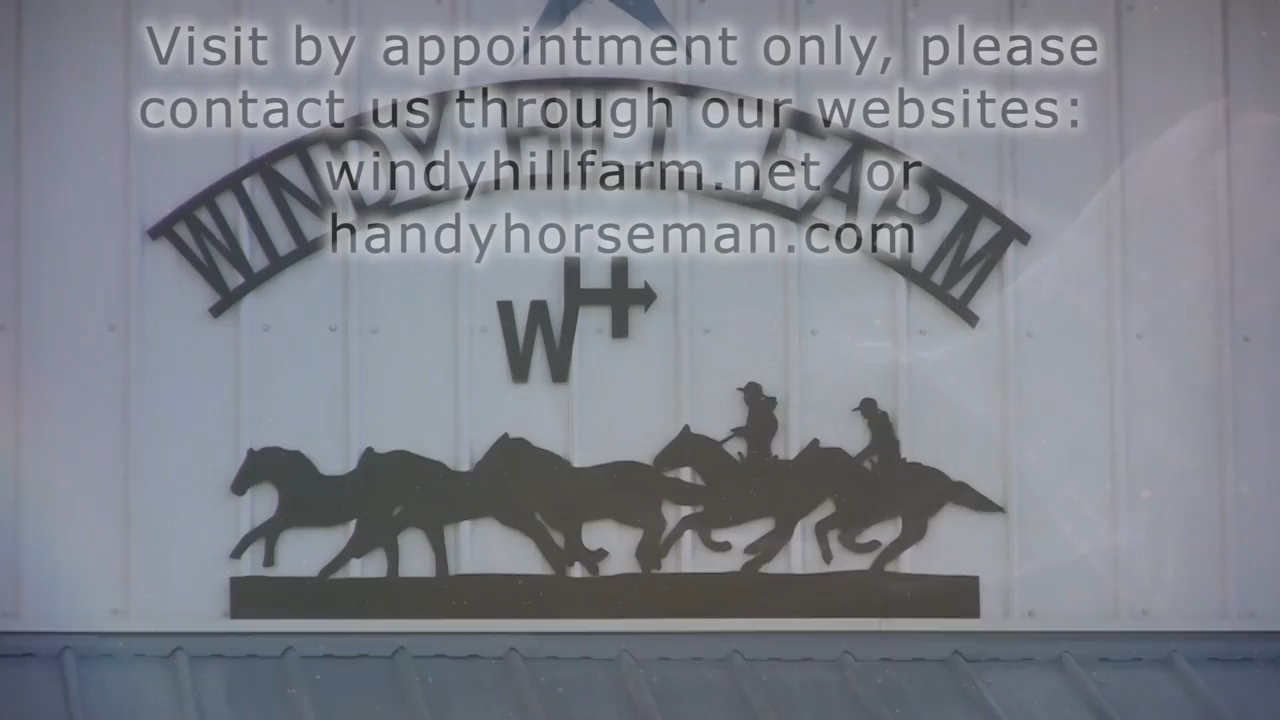 Visit by appointment only, please
contact us through our websites:
windyhillfarm.net or
handyhorseman.com
WINDY HILL FARM
WH